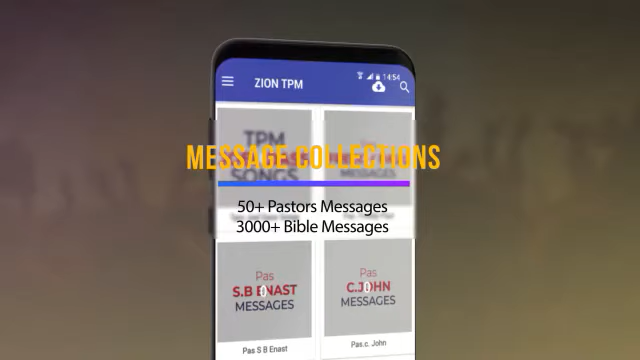 14:54
ZION TPM
TPM
SONGS
MESSAGES
MESSAGE COLLECTIONS
50+ Pastors Messages
3000+ Bible Messages
Pas
S.B ENAST
MESSAGES
Pas S B Enast
Pas
C.JOHN
MESSAGES
Pas.c. John